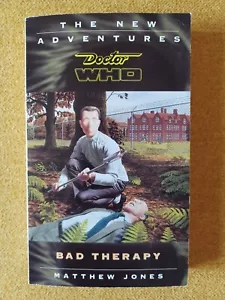 THE NEW
ADVENTURES
Doctor
WHO
BAD THERAPY
MATTHEW JONES